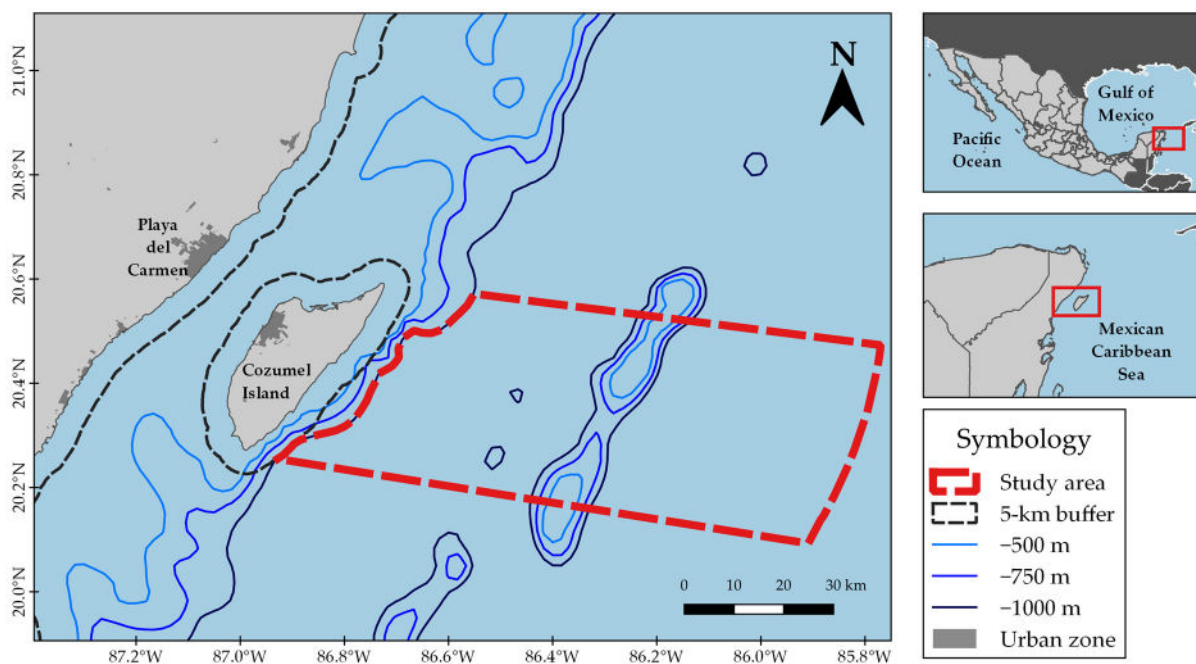 21.0°N
20.8°N
20.6°N
20.4°N
20.2°N
20.0°N
87.2°W
87.0°W
86.8°W
86.6°W
86.4°W
86.2°W
86.0°W
85.8°W
N
Playa
del
Carmen
Cozumel
Island
0 10 20 30 km
Gulf of
Mexico
Pacific
Ocean
Mexican
Caribbean
Sea
Symbology
Study area
5-km buffer
−500 m
−750 m
−1000 m
Urban zone